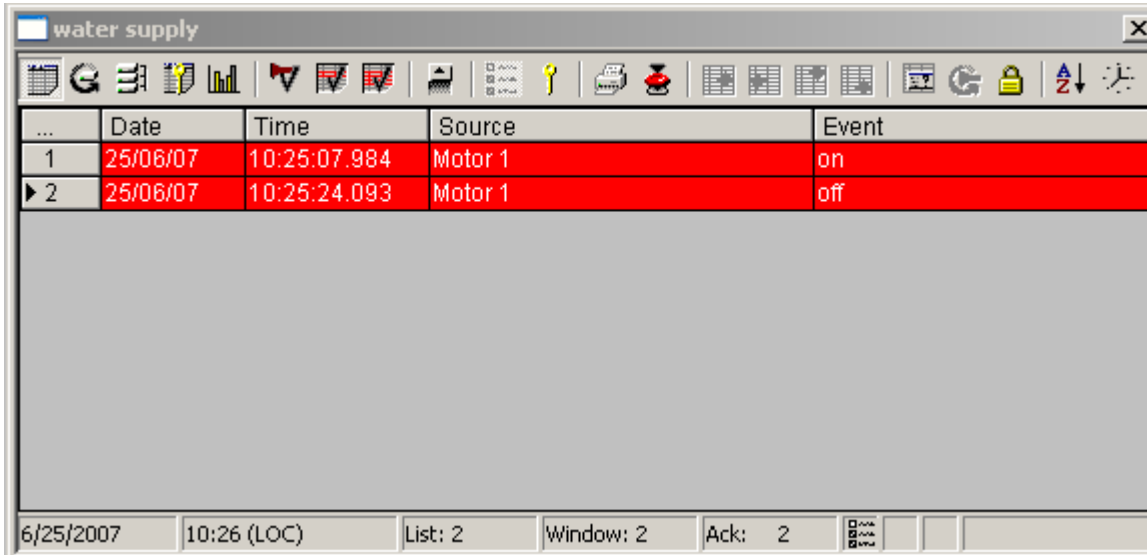 water supply
... Date Time Source Event
1 25/06/07 10:25:07.984 Motor 1 on
2 25/06/07 10:25:24.093 Motor 1 off
6/25/2007 10:26 (LOC) List: 2 Window: 2 Ack: 2